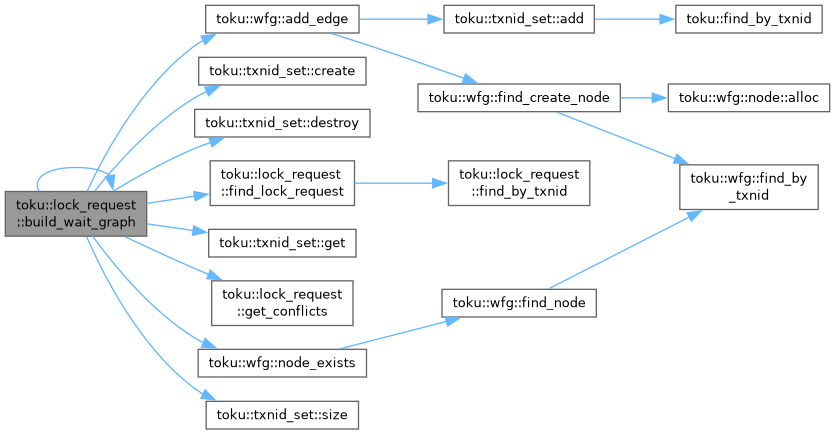 toku::wfg::add_edge
toku::txnid_set::add
toku::find_by_txnid
toku::txnid_set::create
toku::wfg::find_create_node
toku::wfg::node::alloc
toku::txnid_set::destroy
toku::lock_request
::find_lock_request
toku::lock_request
::find_by_txnid
toku::wfg::find_by
_txnid
toku::lock_request
::build_wait_graph
toku::txnid_set::get
toku::lock_request
::get_conflicts
toku::wfg::find_node
toku::wfg::node_exists
toku::txnid_set::size